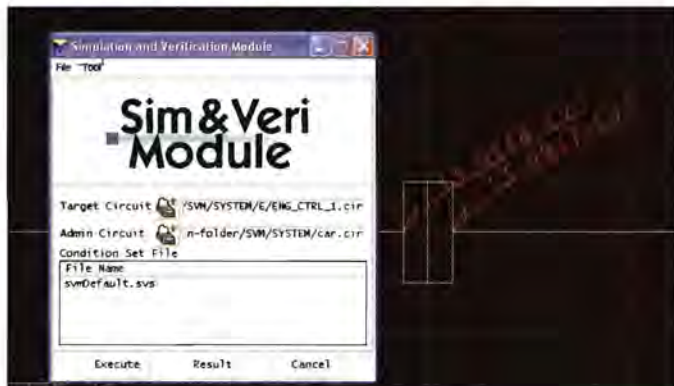 Simulation and Verification Module
File Tool
Sim&Veri
Module
Target Circuit /SVM/SYSTEM/E/ENG_CTRL_1.cir
Admin Circuit n-folder/SVM/SYSTEM/car.cir
Condition Set File
File Name
svmDefault.svs
Execute Result Cancel